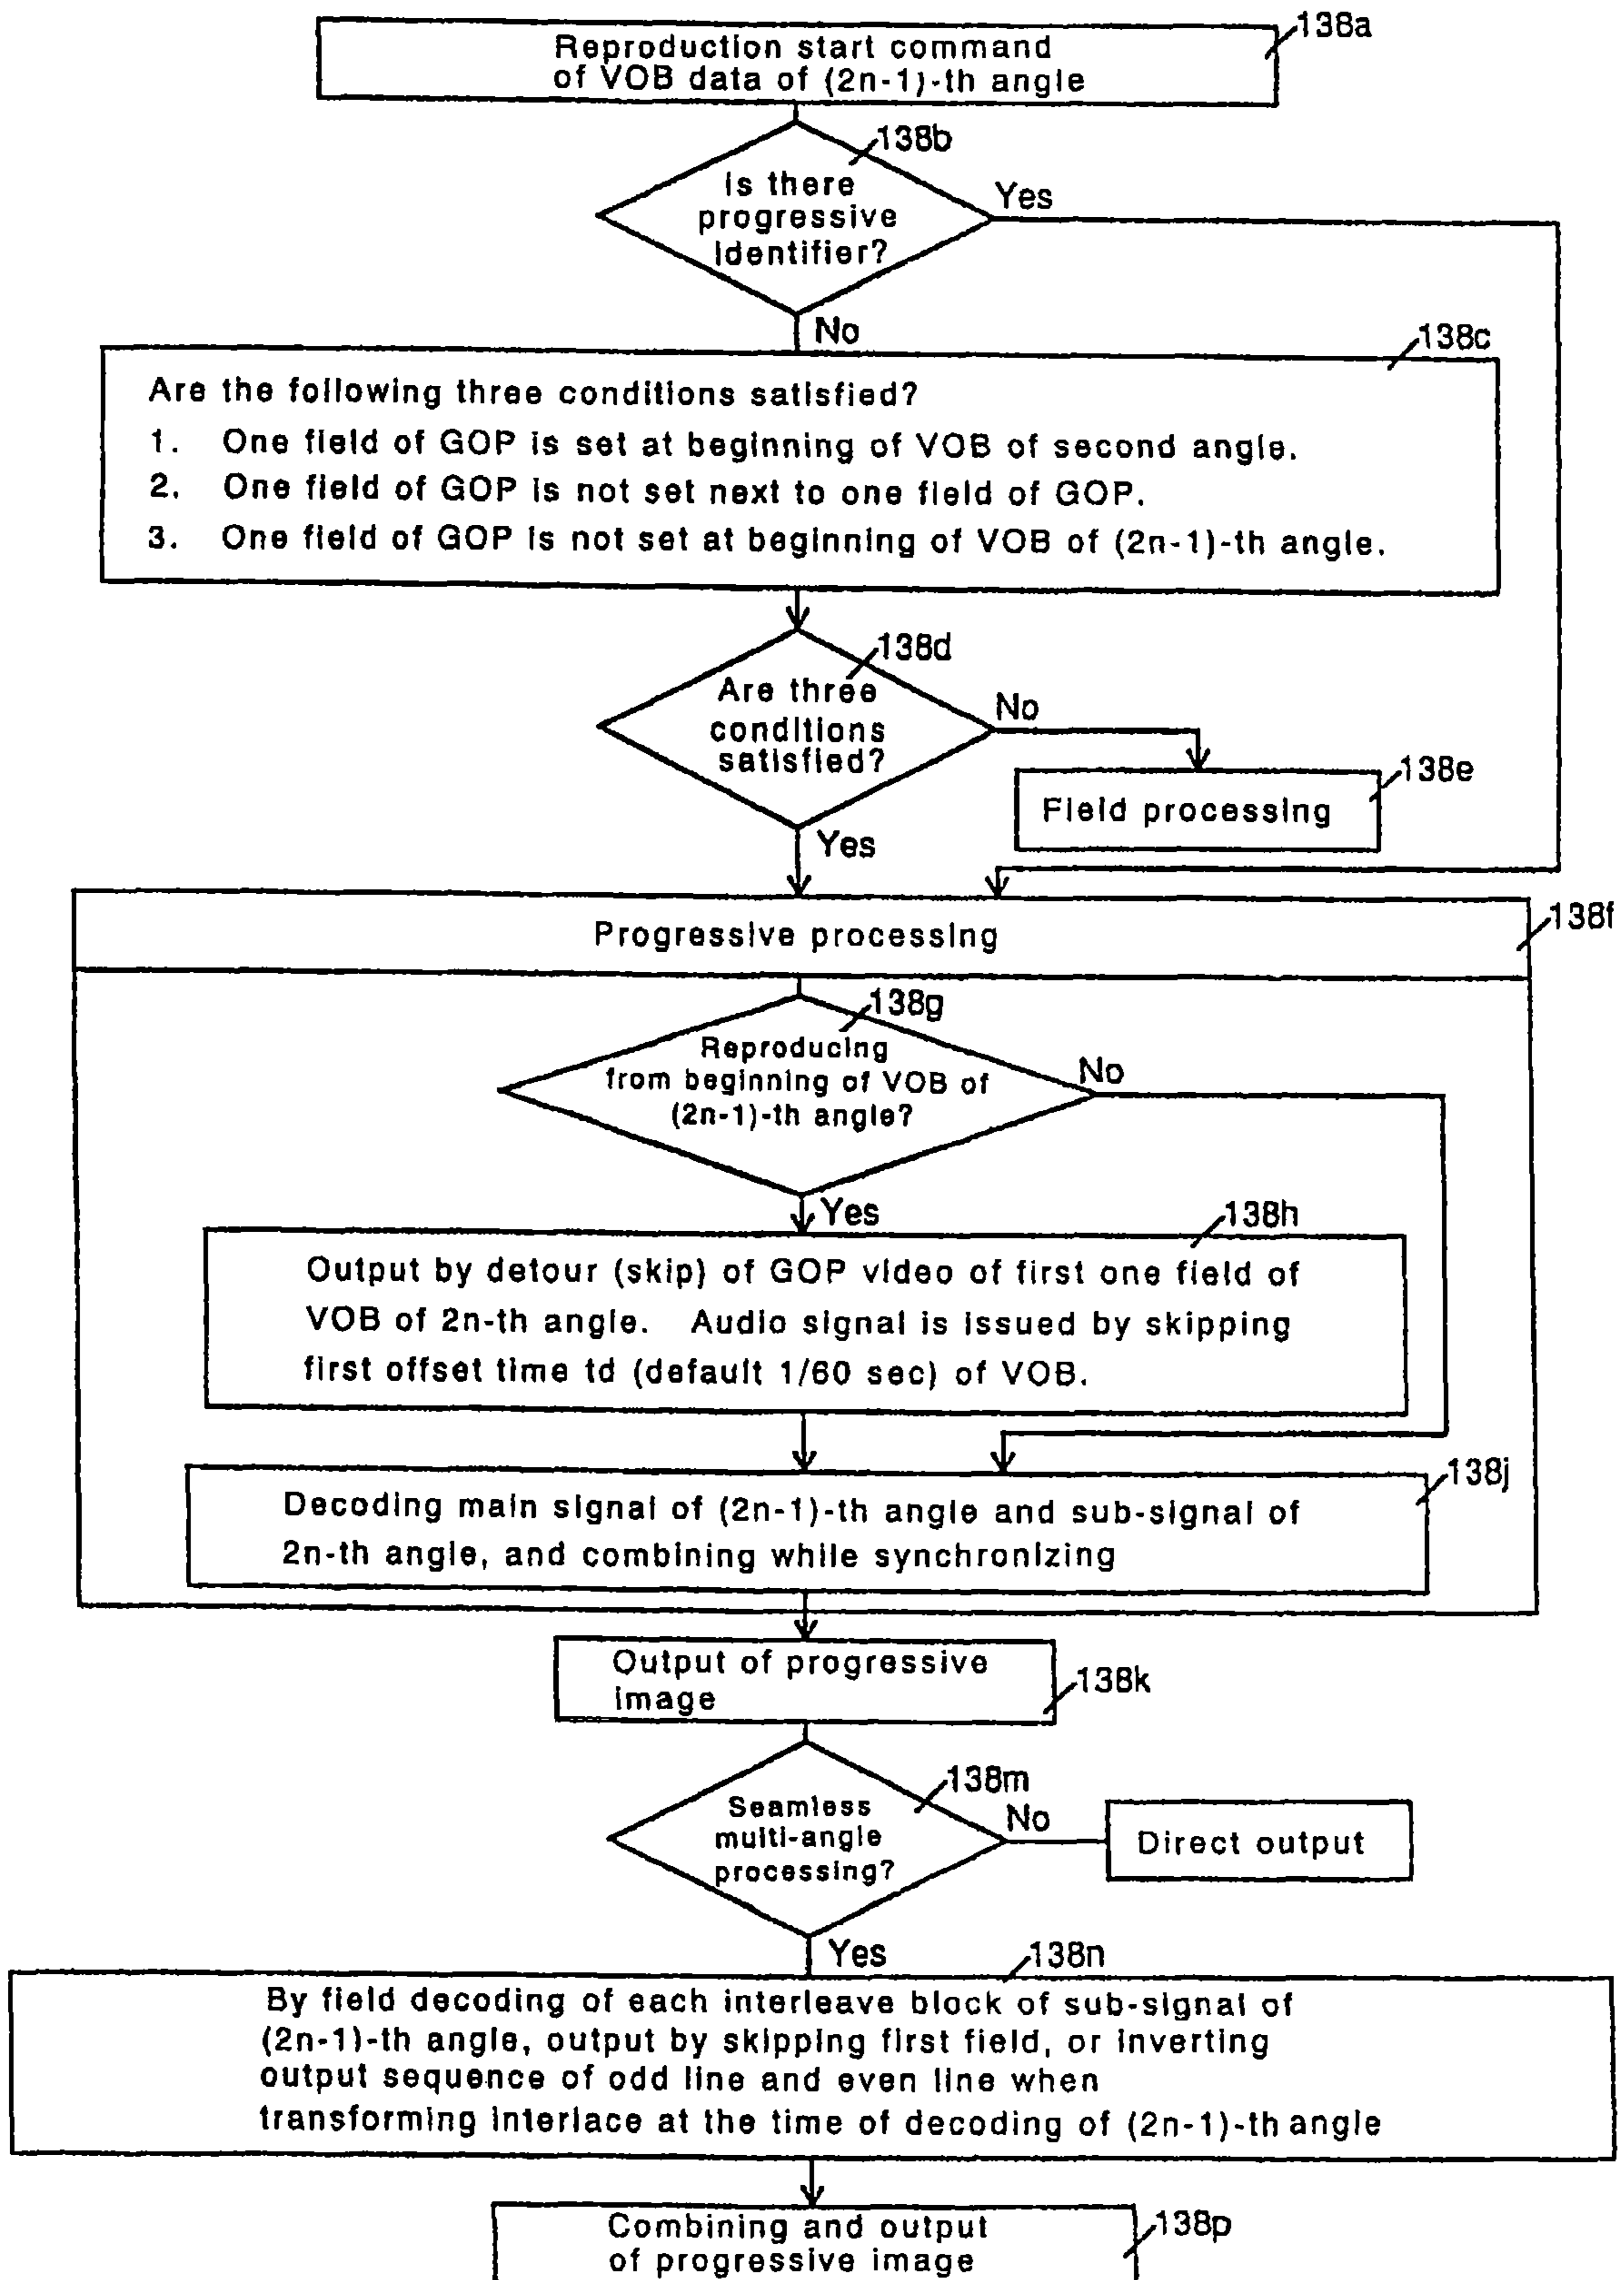 138a
Reproduction start command
of VOB data of (2n-1)-th angle
138b
Is there
progressive
identifier?
Yes
No
138c
Are the following three conditions satisfied?
1. One field of GOP is set at beginning of VOB of second angle.
2. One field of GOP is not set next to one field of GOP.
3. One field of GOP is not set at beginning of VOB of (2n-1)-th angle.
138d
Are three
conditions
satisfied?
No
138e
Field processing
Yes
138f
Progressive processing
138g
Reproducing
from beginning of VOB of
(2n-1)-th angle?
No
Yes
138h
Output by detour (skip) of GOP video of first one field of
VOB of 2n-th angle. Audio signal is issued by skipping
first offset time td (default 1/60 sec) of VOB.
138j
Decoding main signal of (2n-1)-th angle and sub-signal of
2n-th angle, and combining while synchronizing
Output of progressive
image
138k
138m
Seamless
multi-angle
processing?
No
Direct output
Yes
138n
By field decoding of each interleave block of sub-signal of
(2n-1)-th angle, output by skipping first field, or inverting
output sequence of odd line and even line when
transforming interlace at the time of decoding of (2n-1)-th angle
Combining and output
of progressive image
138p